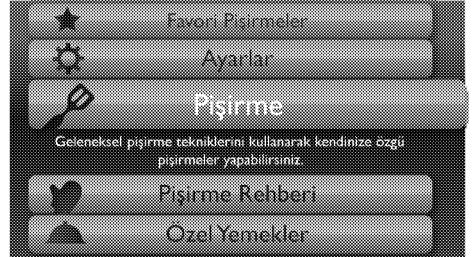 Favori Pişirmeler
Ayarlar
Pişirme
Geleneksel pişirme tekniklerini kullanarak kendinize özgü
pişirmeler yapabilirsiniz.
Pişirme Rehberi
Özel Yemekler